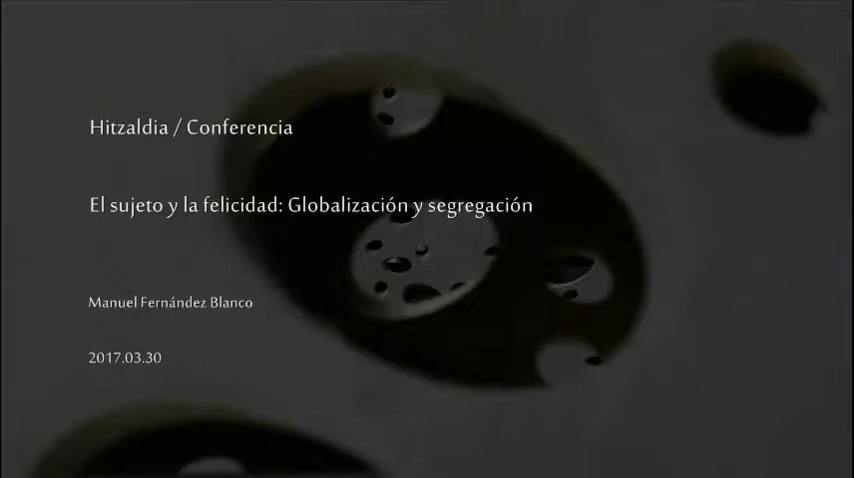 Hitzaldia / Conferencia
El sujeto y la felicidad: Globalización y segregación
Manuel Fernández Blanco
2017.03.30